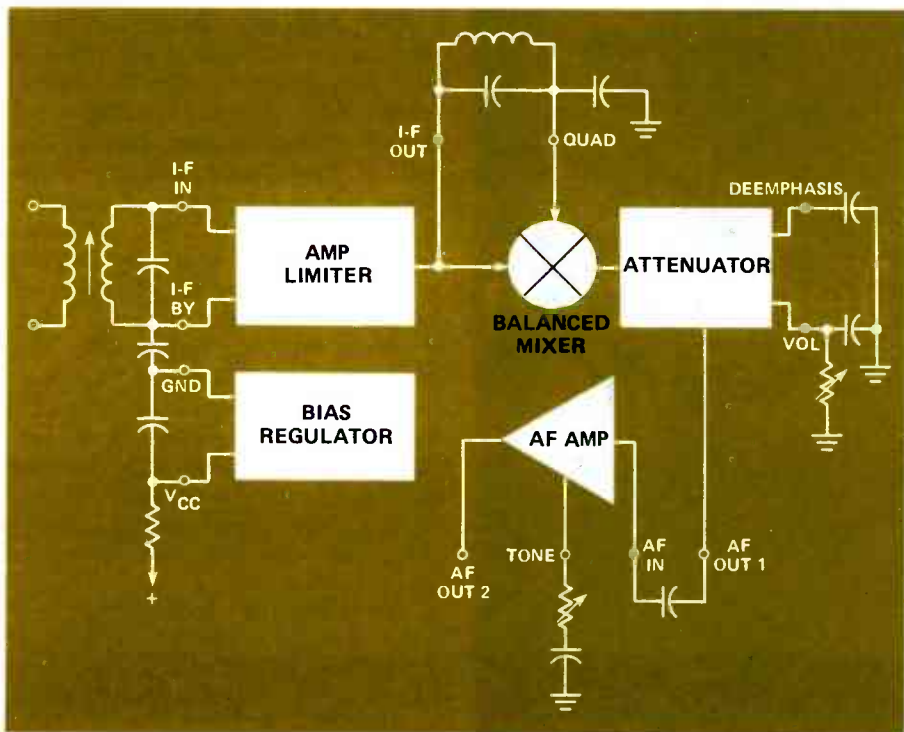 I-F
OUT
QUAD
I-F
IN
DEEMPHASIS
AMP
LIMITER
ATTENUATOR
I-F
BY
BALANCED
MIXER
VOL
GND
BIAS
REGULATOR
AF AMP
VCC
TONE
AF
IN
AF
OUT 1
AF
OUT 2
+